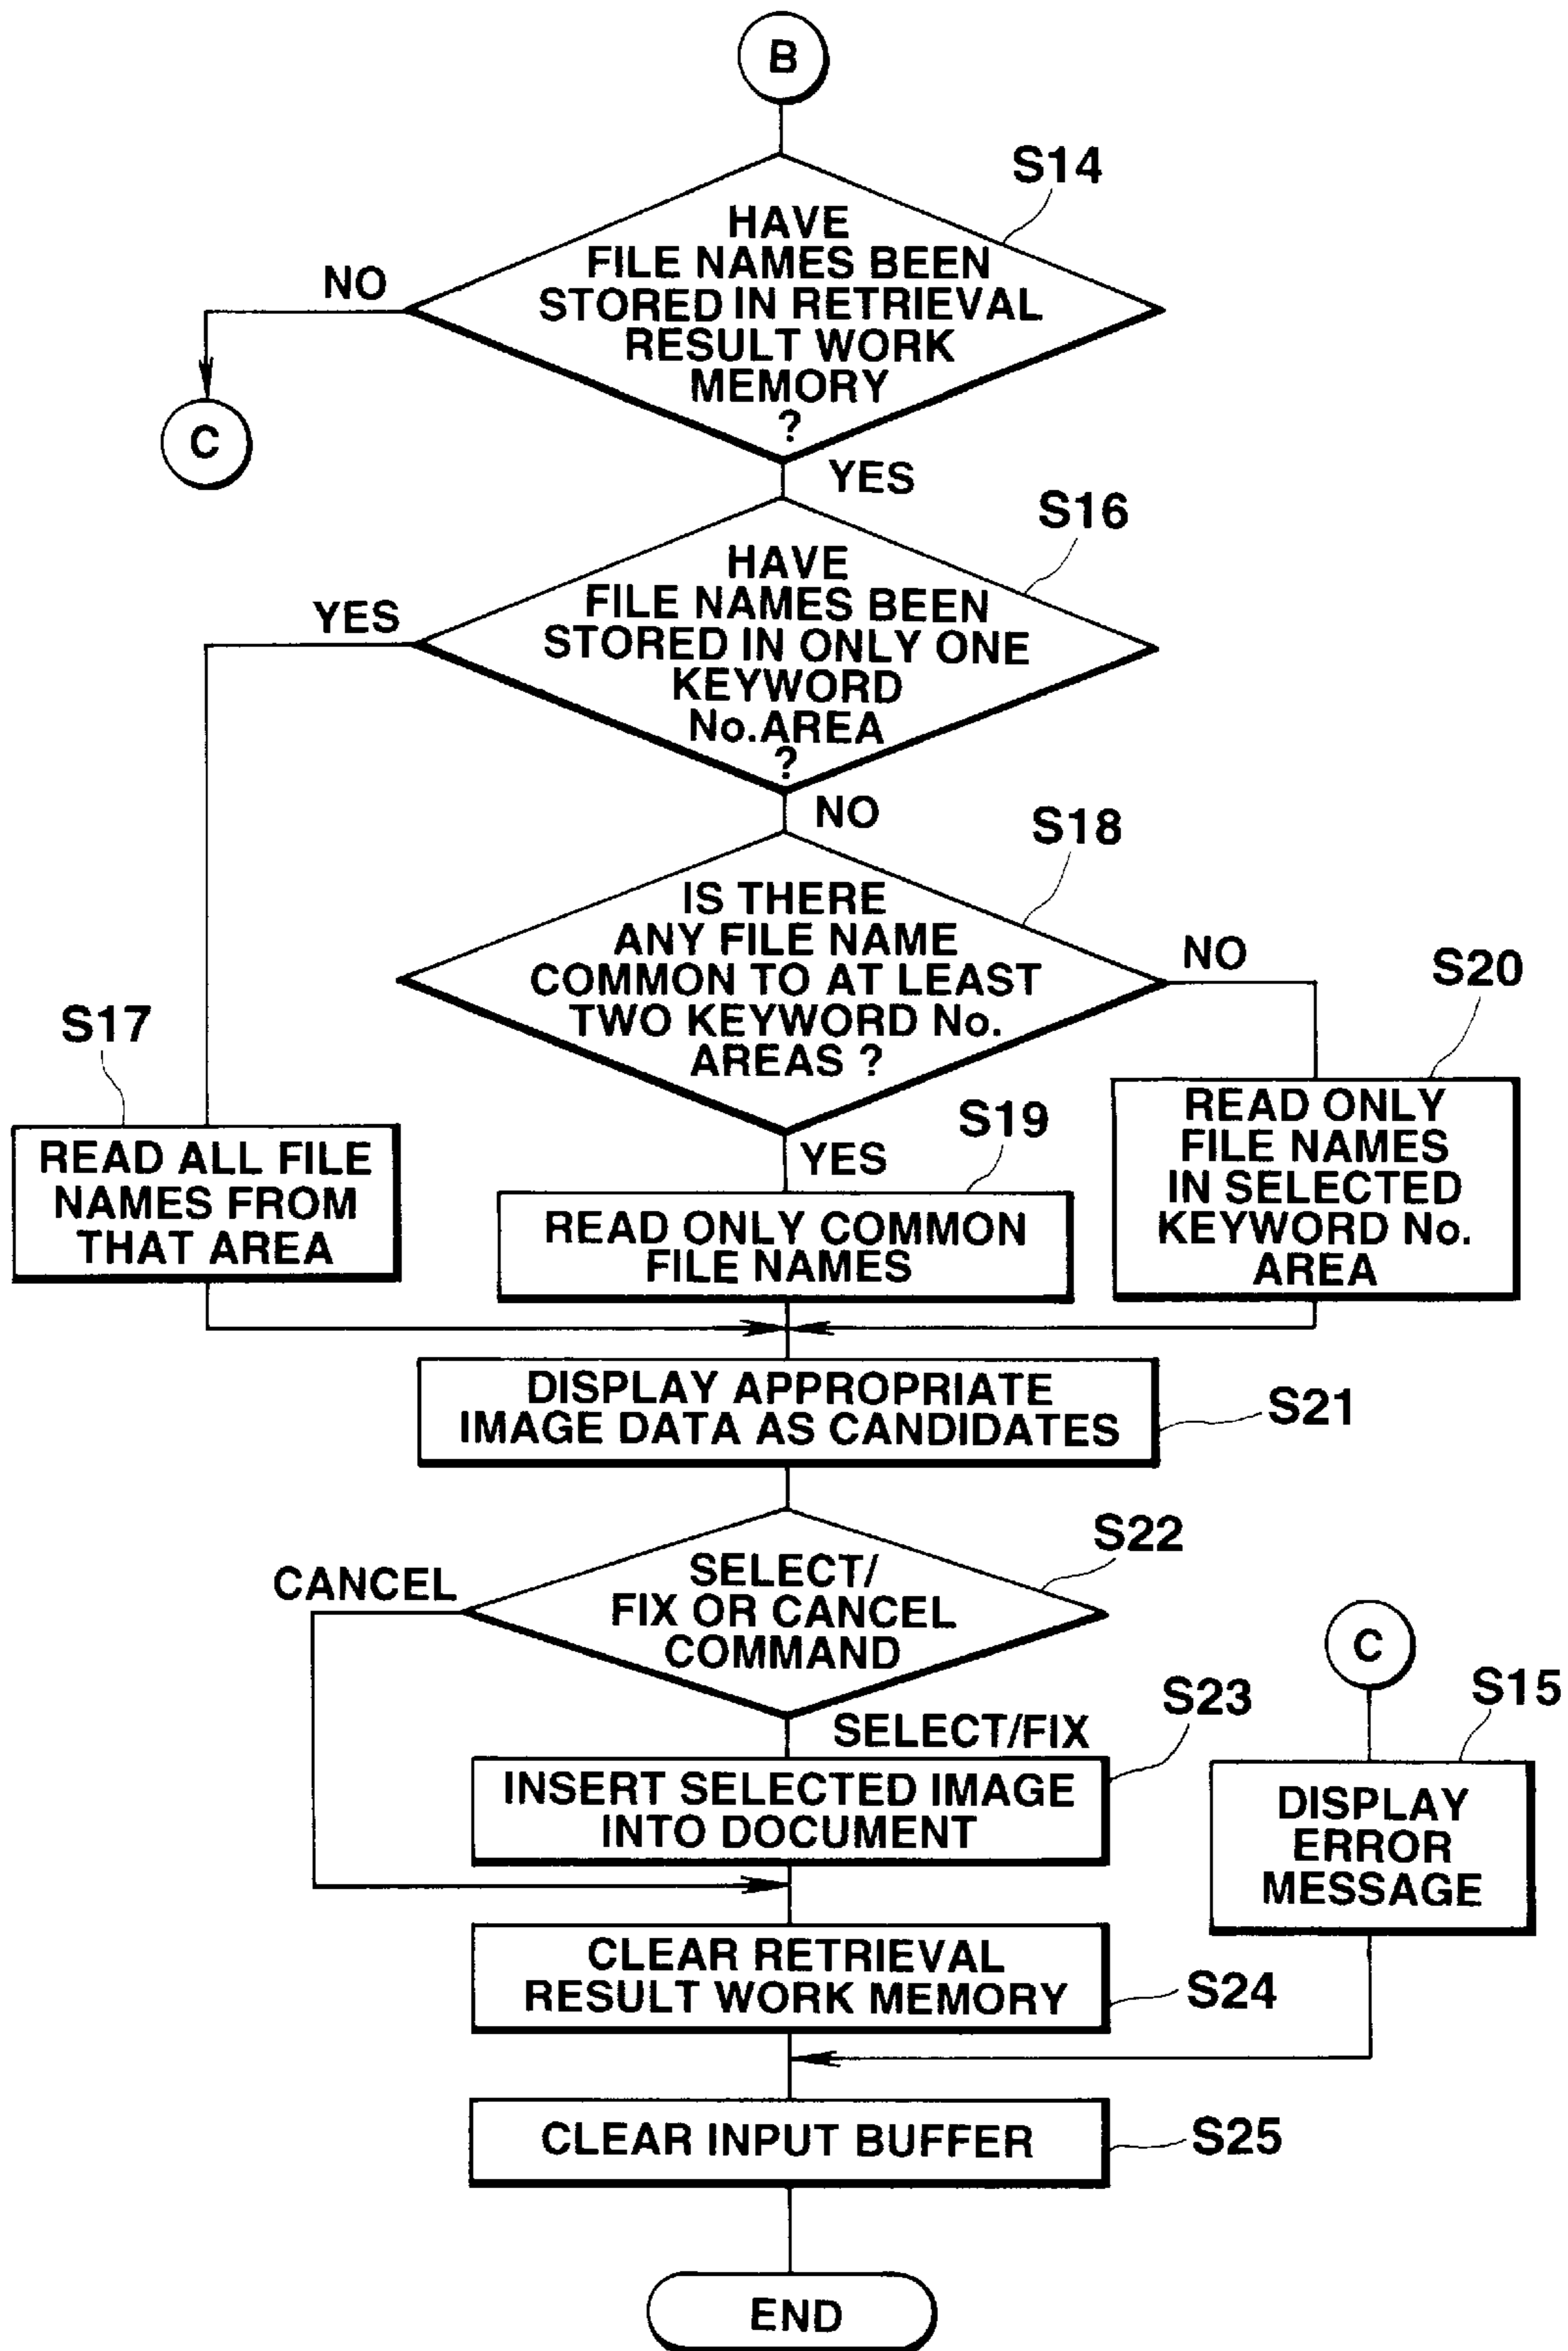 B
S14
HAVE
FILE NAMES BEEN
STORED IN RETRIEVAL
RESULT WORK
MEMORY
?
NO
C
YES
S16
HAVE
FILE NAMES BEEN
STORED IN ONLY ONE
KEYWORD
No.AREA
?
YES
NO
S18
IS THERE
ANY FILE NAME
COMMON TO AT LEAST
TWO KEYWORD No.
AREAS ?
NO
S20
S17
READ ALL FILE
NAMES FROM
THAT AREA
YES
S19
READ ONLY COMMON
FILE NAMES
READ ONLY
FILE NAMES
IN SELECTED
KEYWORD No.
AREA
DISPLAY APPROPRIATE
IMAGE DATA AS CANDIDATES
S21
S22
SELECT/
FIX OR CANCEL
COMMAND
CANCEL
SELECT/FIX
S23
INSERT SELECTED IMAGE
INTO DOCUMENT
C
S15
DISPLAY
ERROR
MESSAGE
CLEAR RETRIEVAL
RESULT WORK MEMORY
S24
CLEAR INPUT BUFFER
S25
END